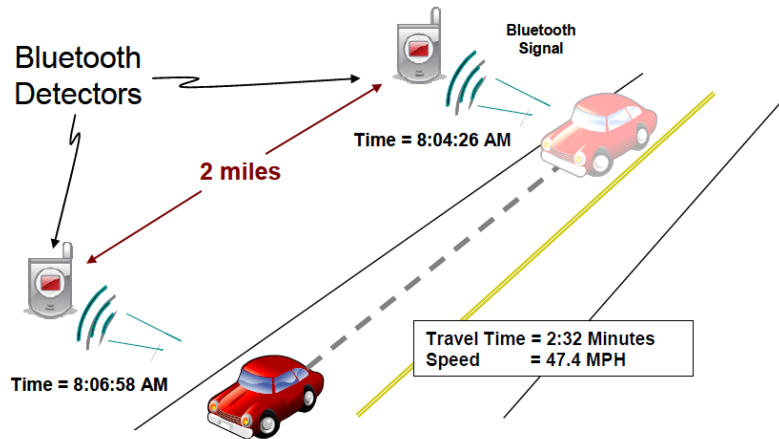 Bluetooth
Signal
Bluetooth
Detectors
Time = 8:04:26 AM
2 miles
Travel Time = 2:32 Minutes
Speed = 47.4 MPH
Time = 8:06:58 AM